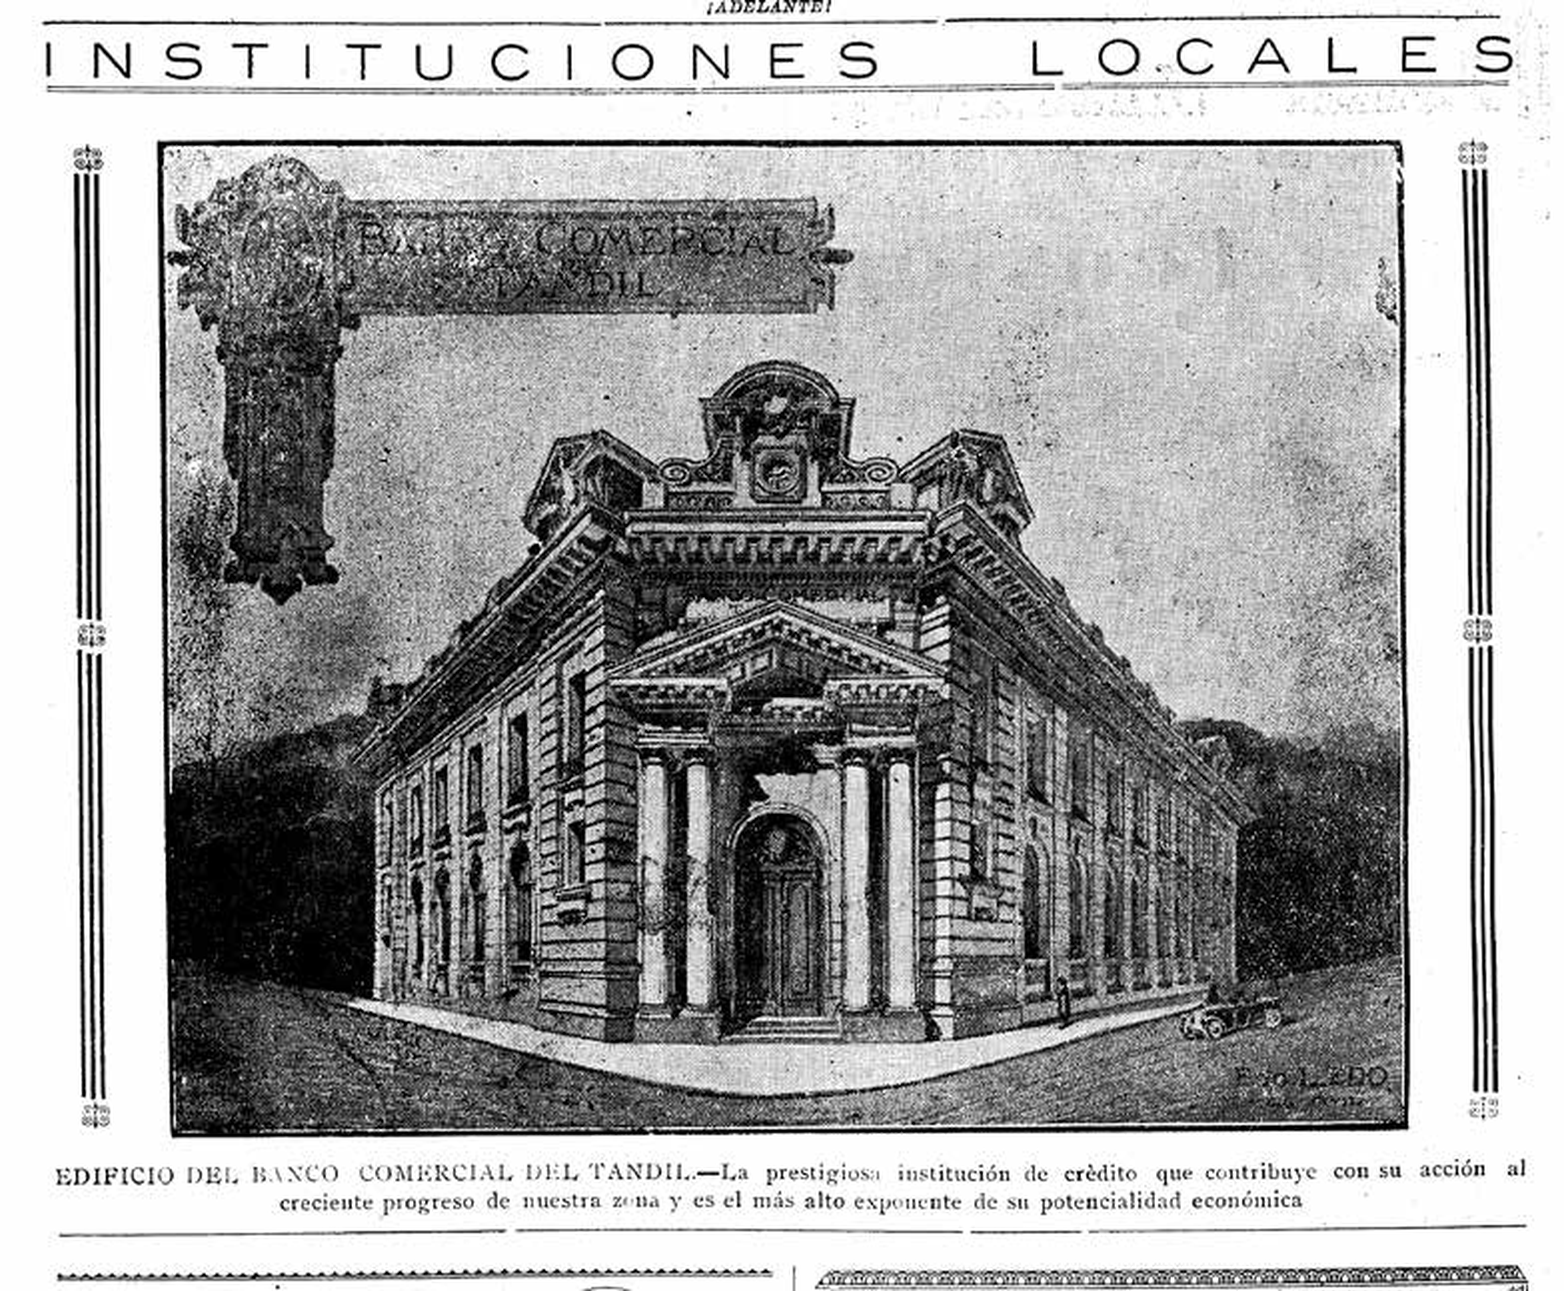 ¡ADELANTE!
INSTITUCIONES LOCALES
BANCO COMERCIAL
TANDIL
EDIFICIO DEL BANCO COMERCIAL DEL TANDIL.—La prestigiosa institución de crèdito que contribuye con su acción al
creciente progreso de nuestra zona y es el más alto exponente de su potencialidad económica